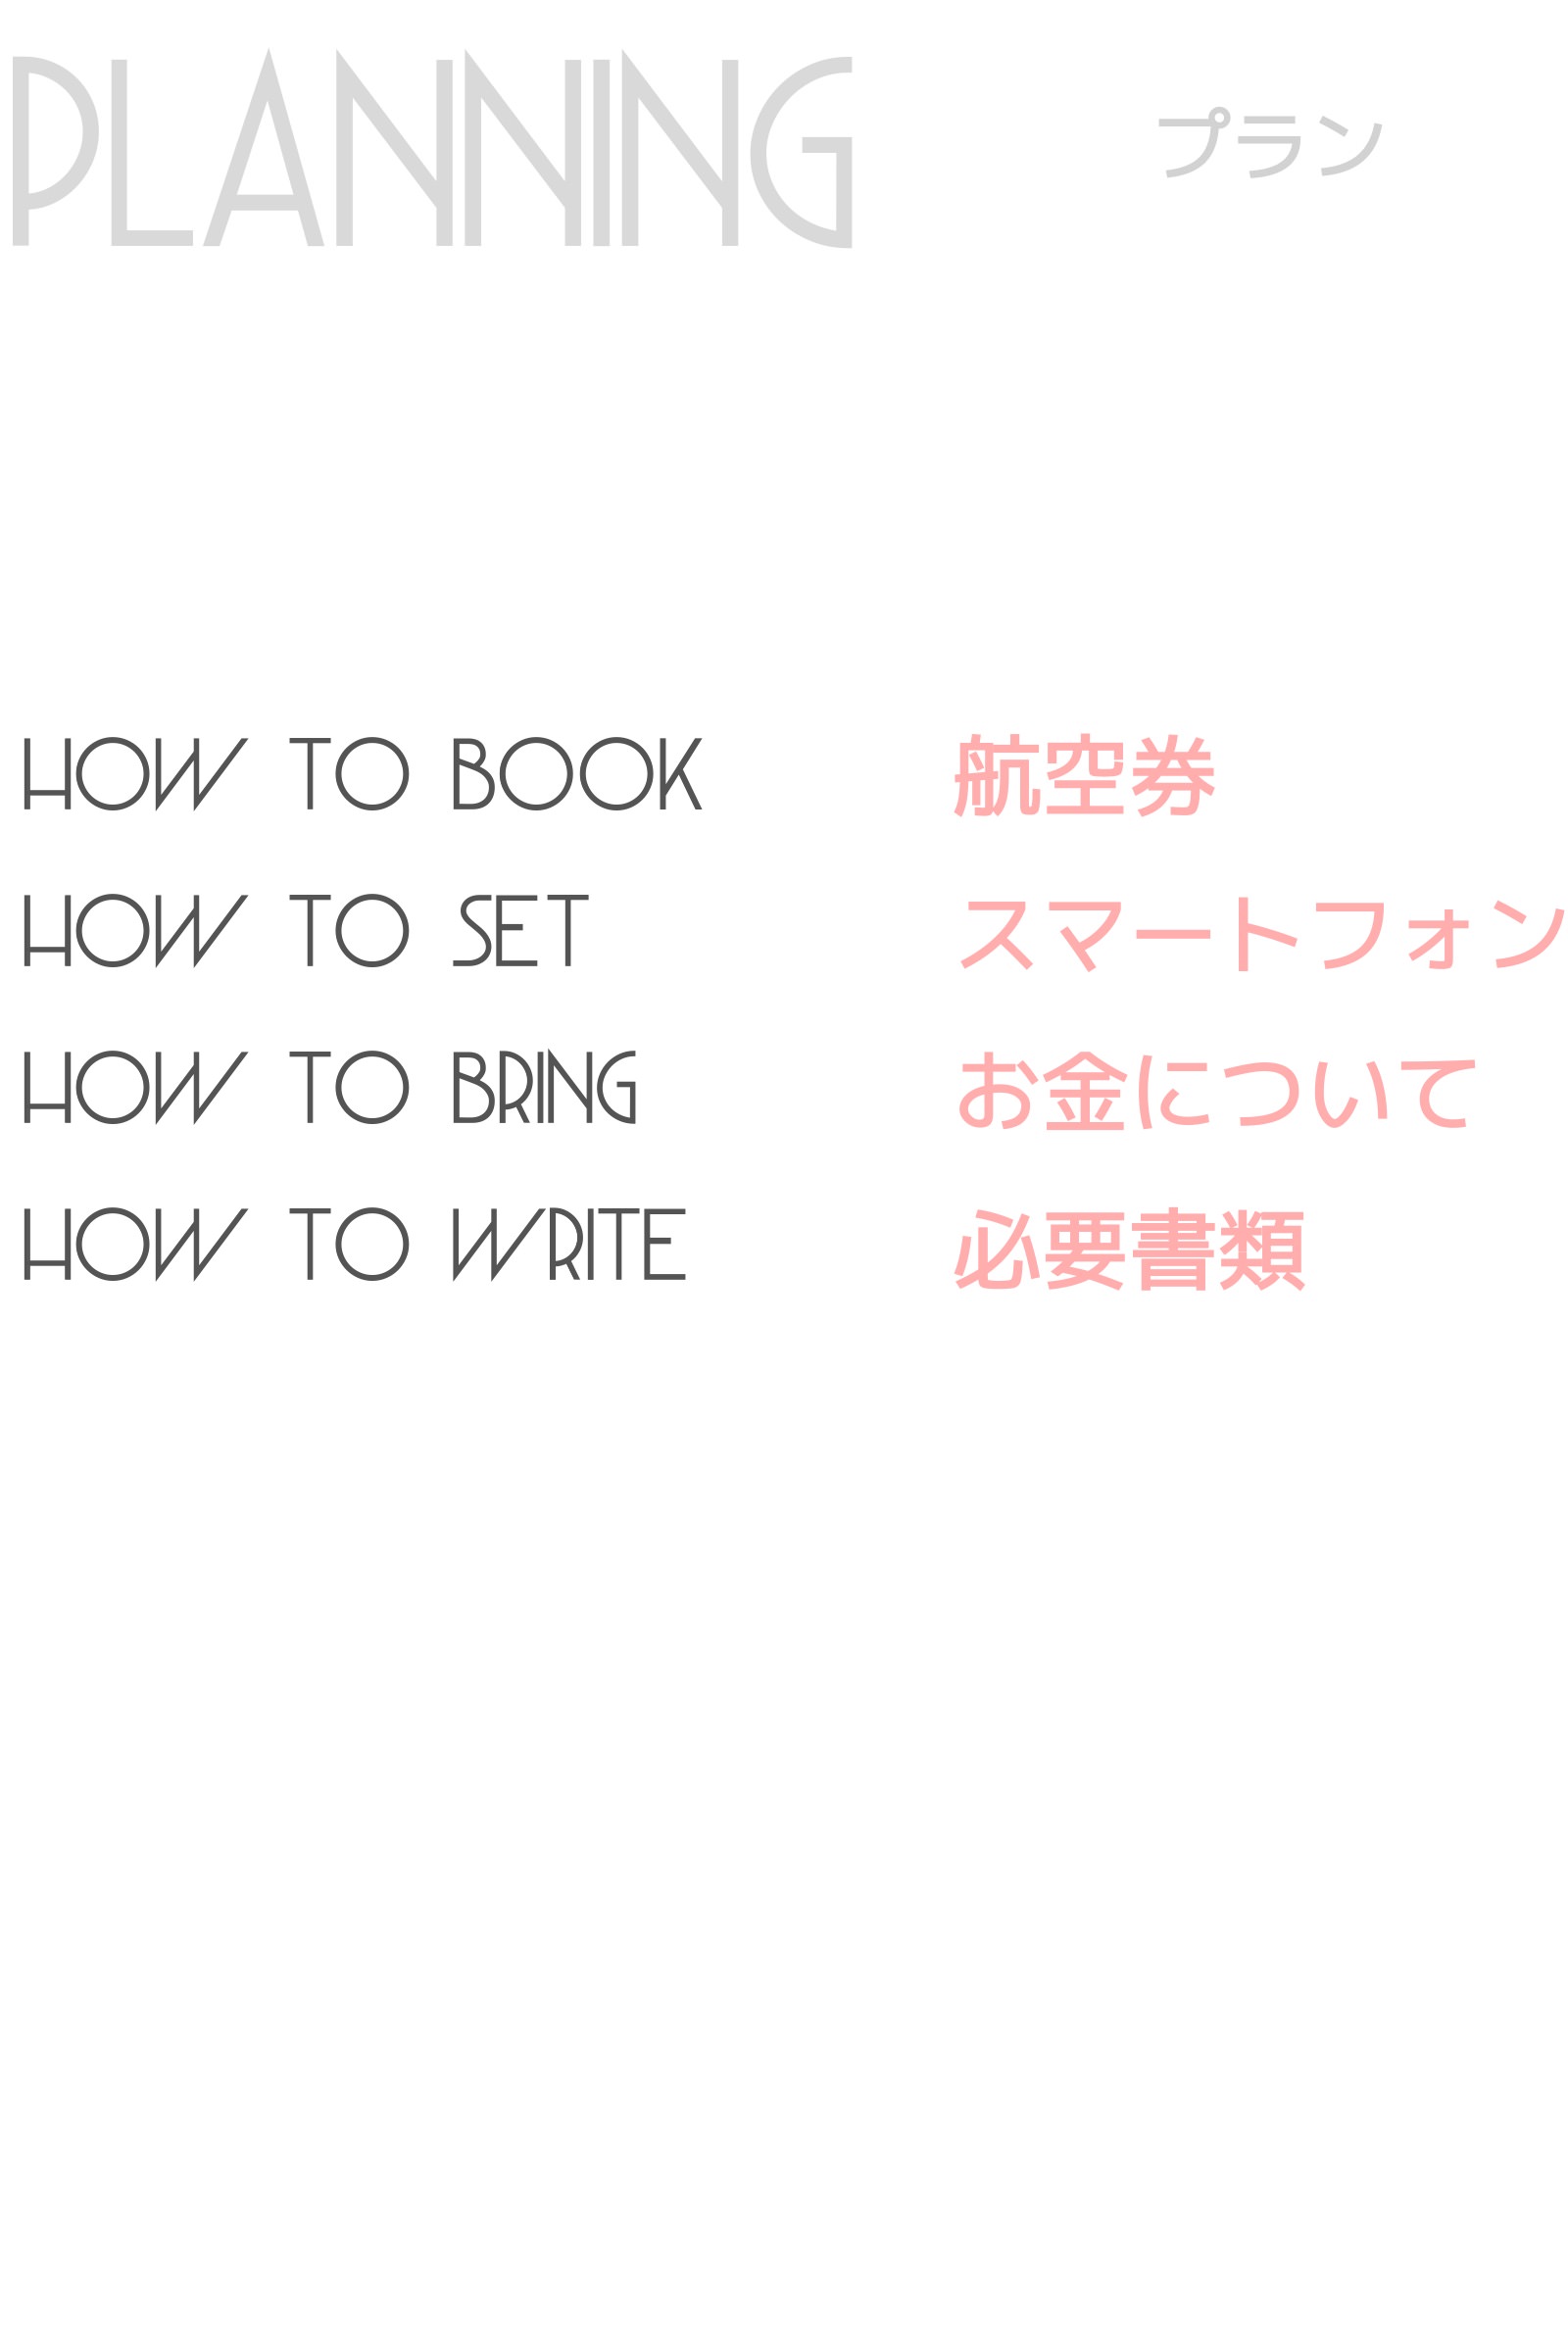 PLANNING プラン
HOW TO BOOK 航空券
HOW TO SET スマートフォン
HOW TO BRING お金について
HOW TO WRITE 必要書類